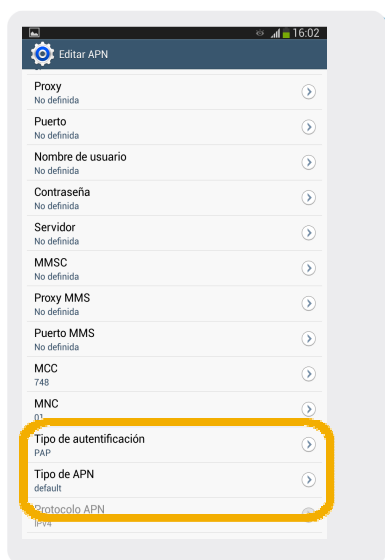 16:02
Editar APN
Proxy
No definida
Puerto
No definida
Nombre de usuario
No definida
Contraseña
No definida
Servidor
No definida
MMSC
No definida
Proxy MMS
No definida
Puerto MMS
No definida
MCC
748
MNC
01
Tipo de autentificación
PAP
Tipo de APN
default
Protocolo APN
IPv4